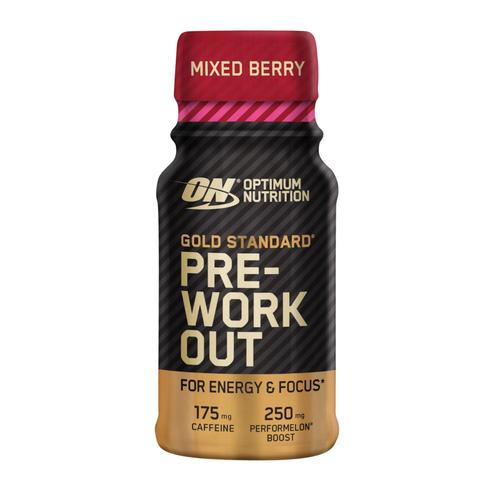 MIXED BERRY
ON® OPTIMUM
NUTRITION
GOLD STANDARD®
PRE-
WORK
OUT
FOR ENERGY & FOCUS*
175 mg 250 mg
CAFFEINE PERFORMELON®
BOOST